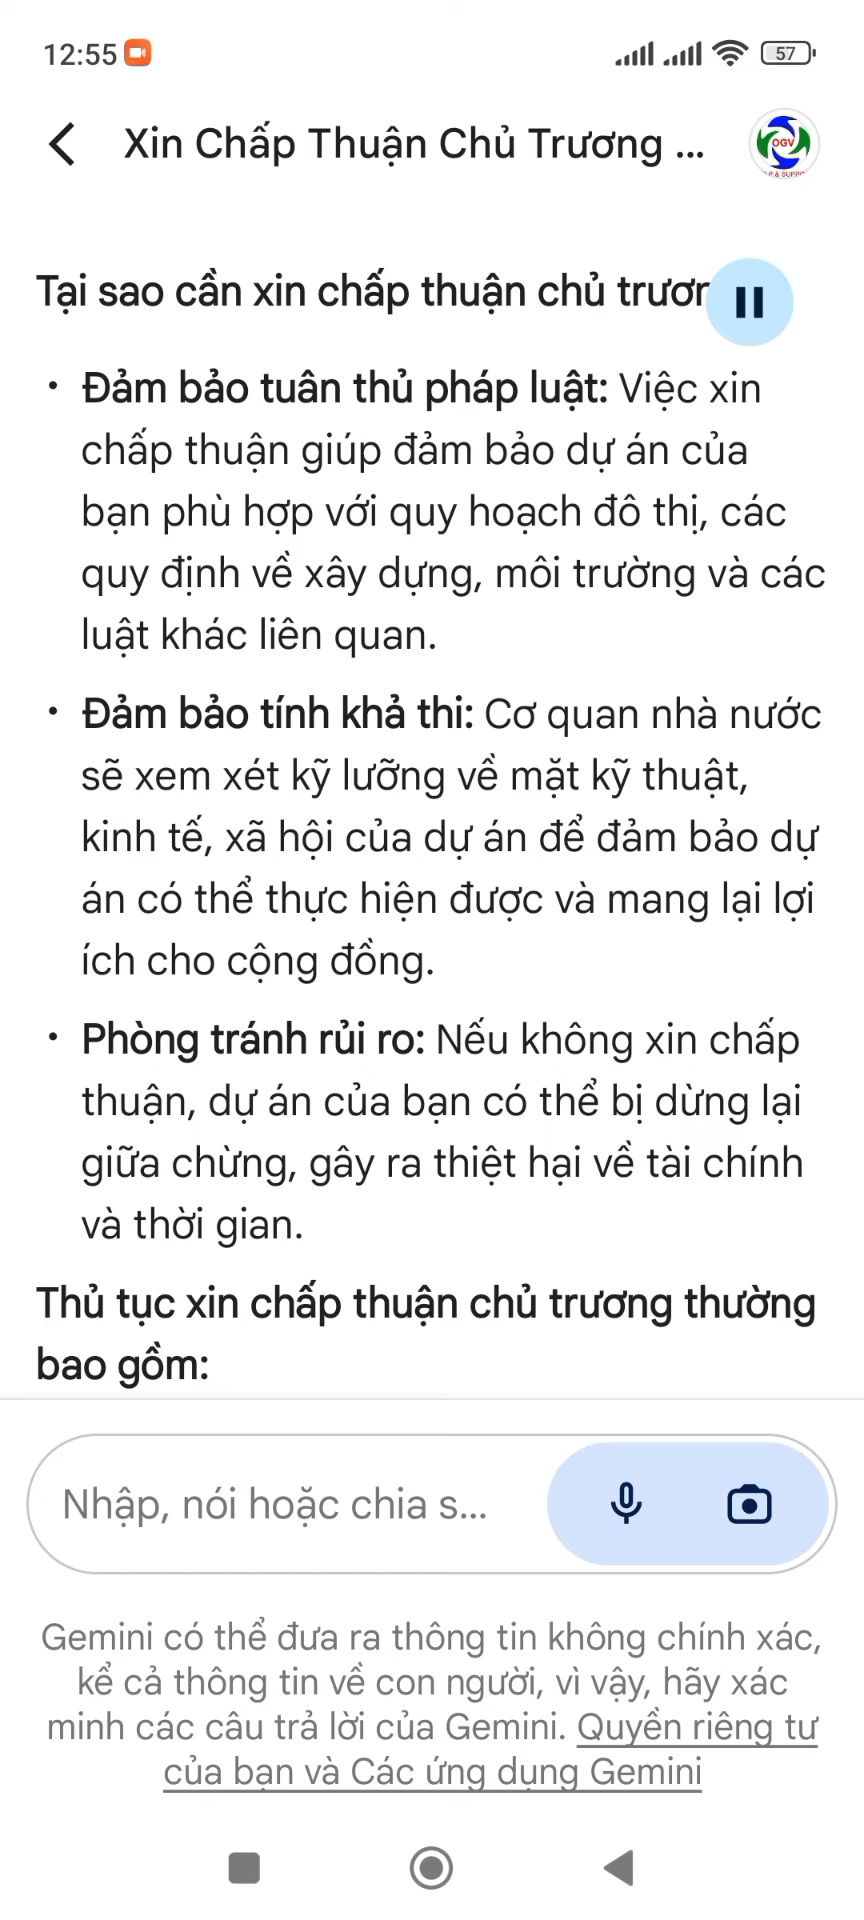 12:55
57
Xin Chấp Thuận Chủ Trương ...
OGV
Tại sao cần xin chấp thuận chủ trươn
• Đảm bảo tuân thủ pháp luật: Việc xin
chấp thuận giúp đảm bảo dự án của
bạn phù hợp với quy hoạch đô thị, các
quy định về xây dựng, môi trường và các
luật khác liên quan.
• Đảm bảo tính khả thi: Cơ quan nhà nước
sẽ xem xét kỹ lưỡng về mặt kỹ thuật,
kinh tế, xã hội của dự án để đảm bảo dự
án có thể thực hiện được và mang lại lợi
ích cho cộng đồng.
• Phòng tránh rủi ro: Nếu không xin chấp
thuận, dự án của bạn có thể bị dừng lại
giữa chừng, gây ra thiệt hại về tài chính
và thời gian.
Thủ tục xin chấp thuận chủ trương thường
bao gồm:
Nhập, nói hoặc chia s...
Gemini có thể đưa ra thông tin không chính xác,
kể cả thông tin về con người, vì vậy, hãy xác
minh các câu trả lời của Gemini. Quyền riêng tư
của bạn và Các ứng dụng Gemini